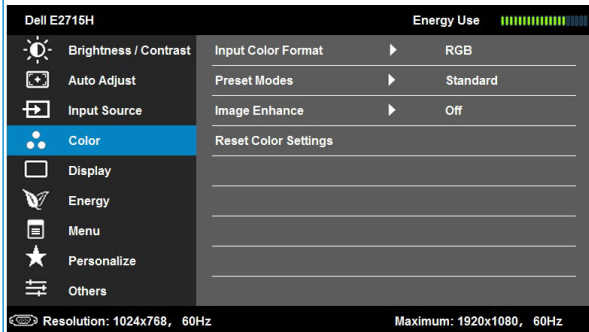 Dell E2715H Energy Use
Brightness / Contrast Input Color Format RGB
Auto Adjust Preset Modes Standard
Input Source Image Enhance Off
Color Reset Color Settings
Display
Energy
Menu
Personalize
Others
Resolution: 1024x768, 60Hz Maximum: 1920x1080, 60Hz